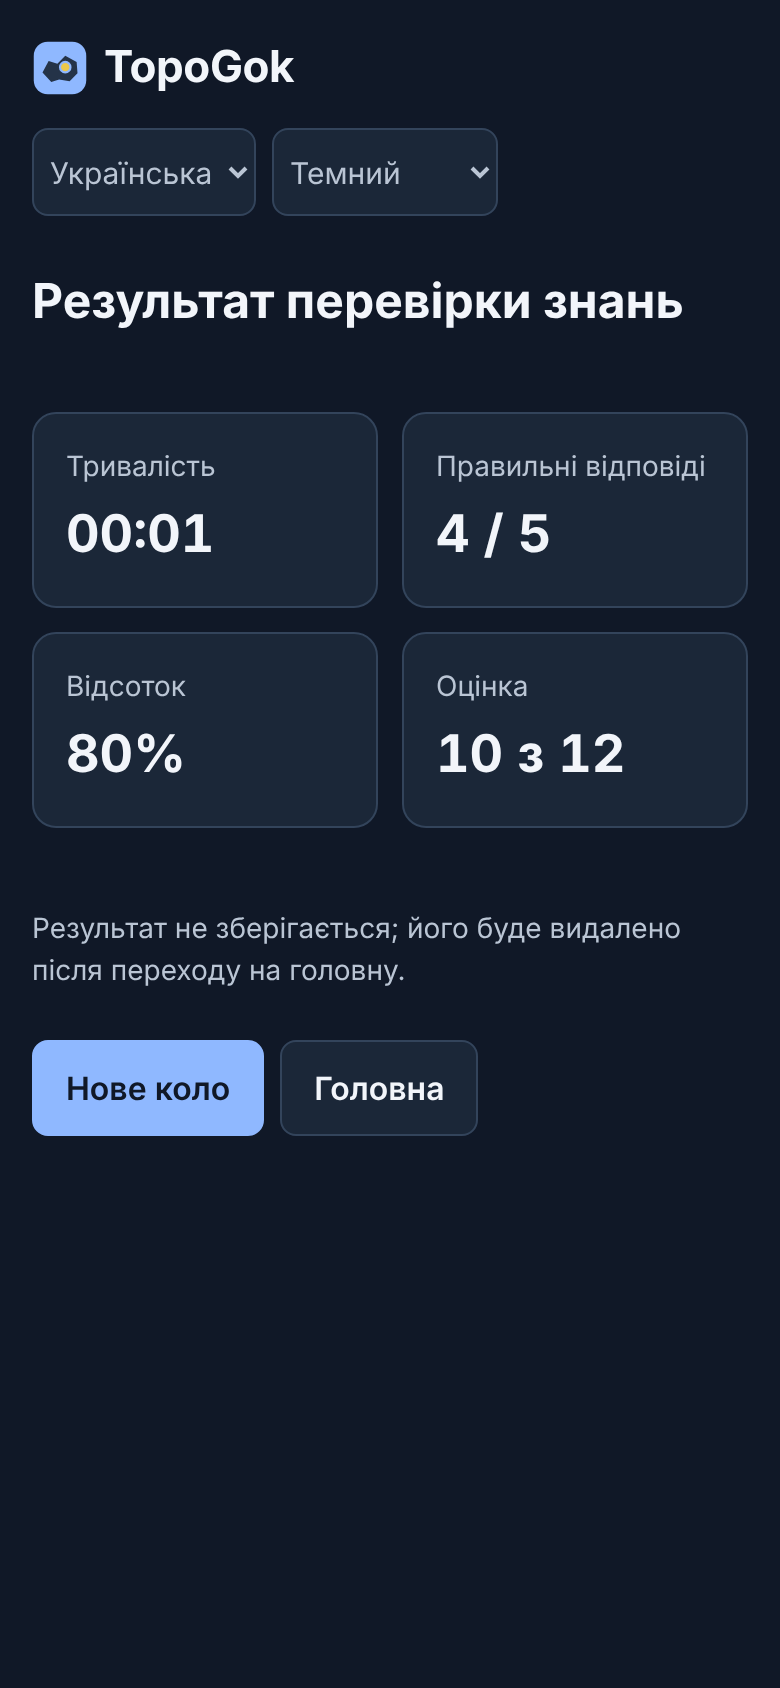 TopoGok
Українська
Темний
Результат перевірки знань
Тривалість
00:01
Правильні відповіді
4 / 5
Відсоток
80%
Оцінка
10 з 12
Результат не зберігається; його буде видалено
після переходу на головну.
Нове коло
Головна